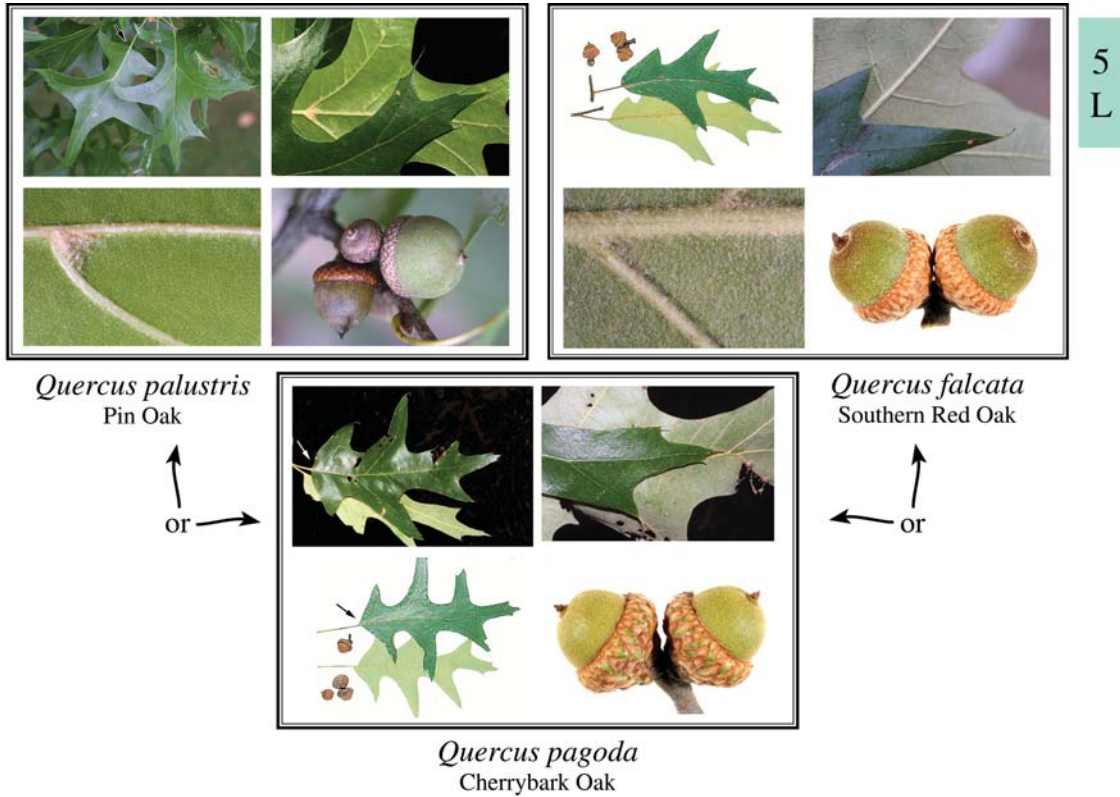 5
L
Quercus palustris
Pin Oak
Quercus falcata
Southern Red Oak
or
or
Quercus pagoda
Cherrybark Oak